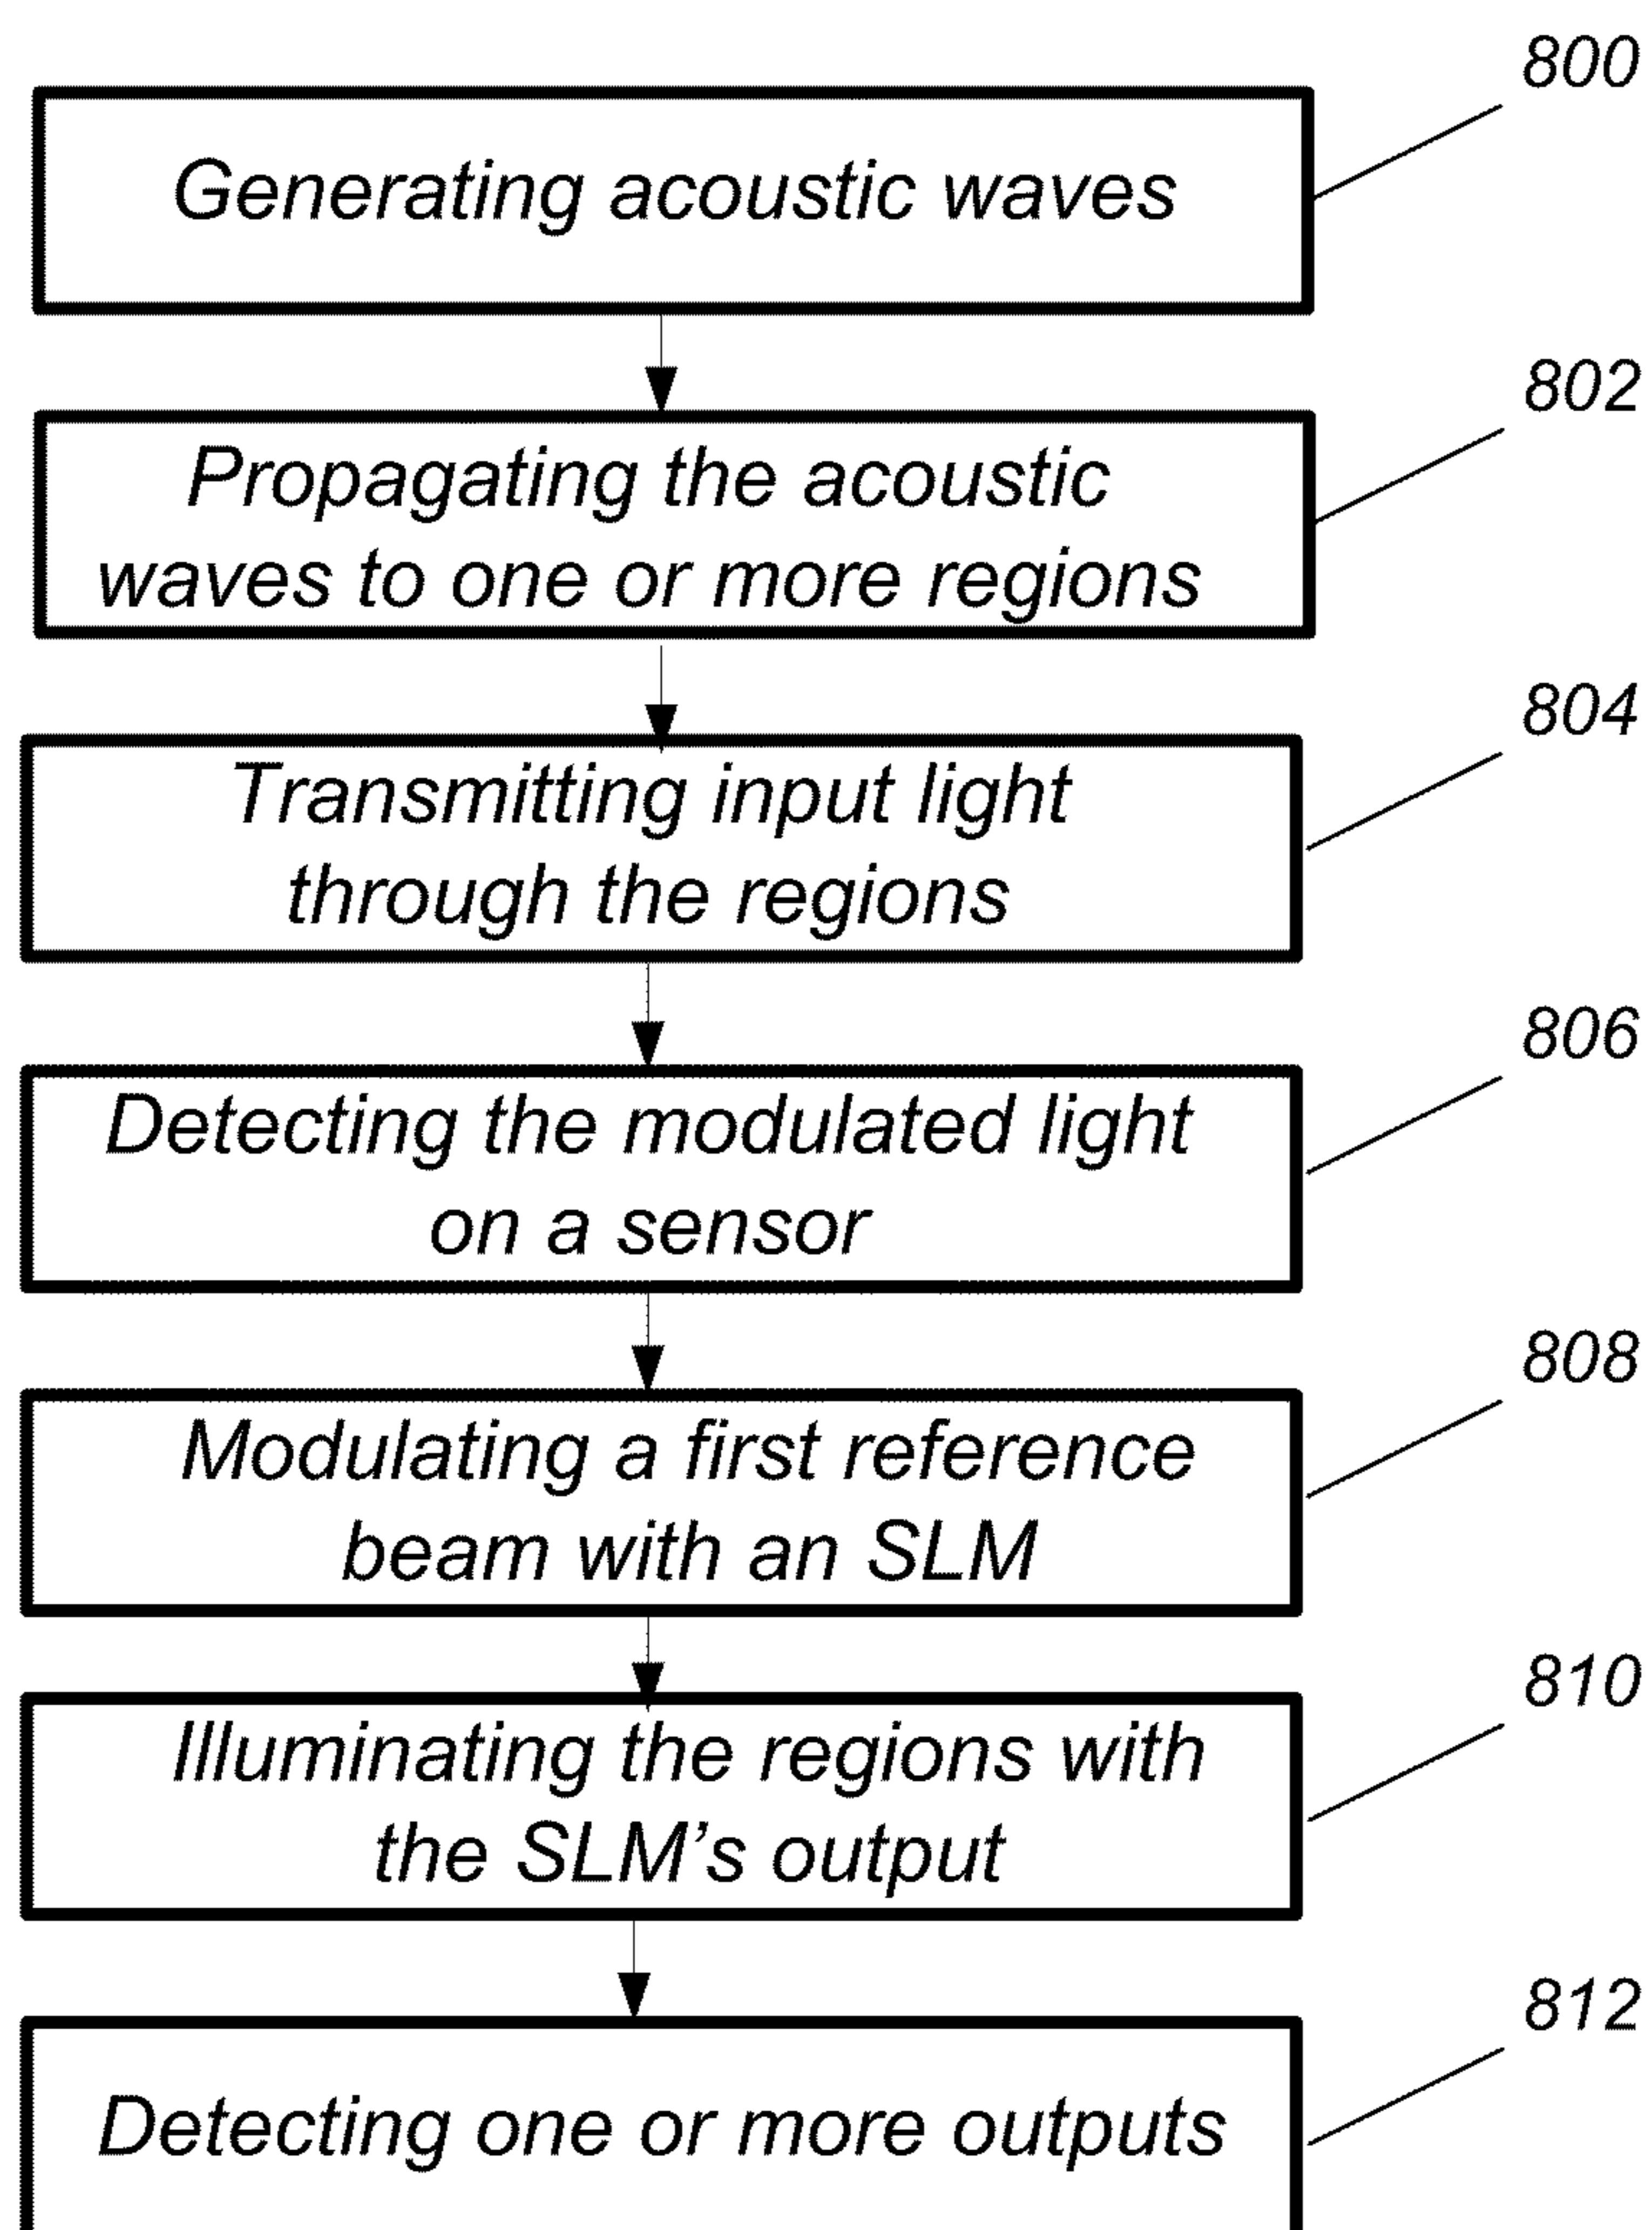 800
Generating acoustic waves
802
Propagating the acoustic
waves to one or more regions
804
Transmitting input light
through the regions
806
Detecting the modulated light
on a sensor
808
Modulating a first reference
beam with an SLM
810
Illuminating the regions with
the SLM's output
812
Detecting one or more outputs